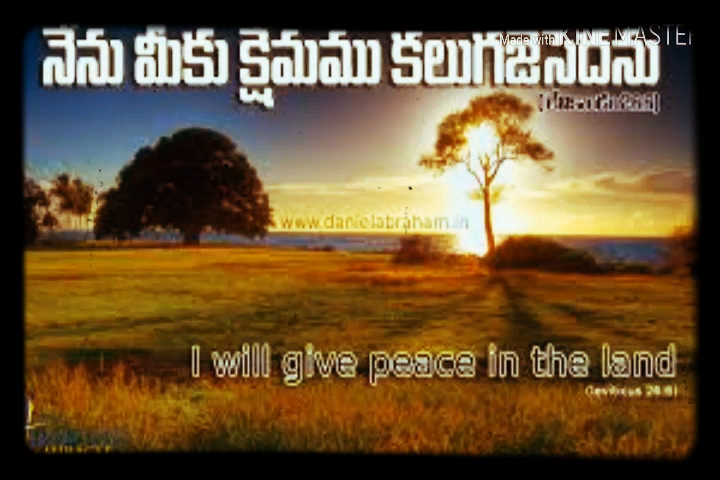 Made with KINEMASTER
నేను మీకు క్షేమము కలుగజేసెదను
www.danielabraham.in
I will give peace in the land
(leviticus 26:6)